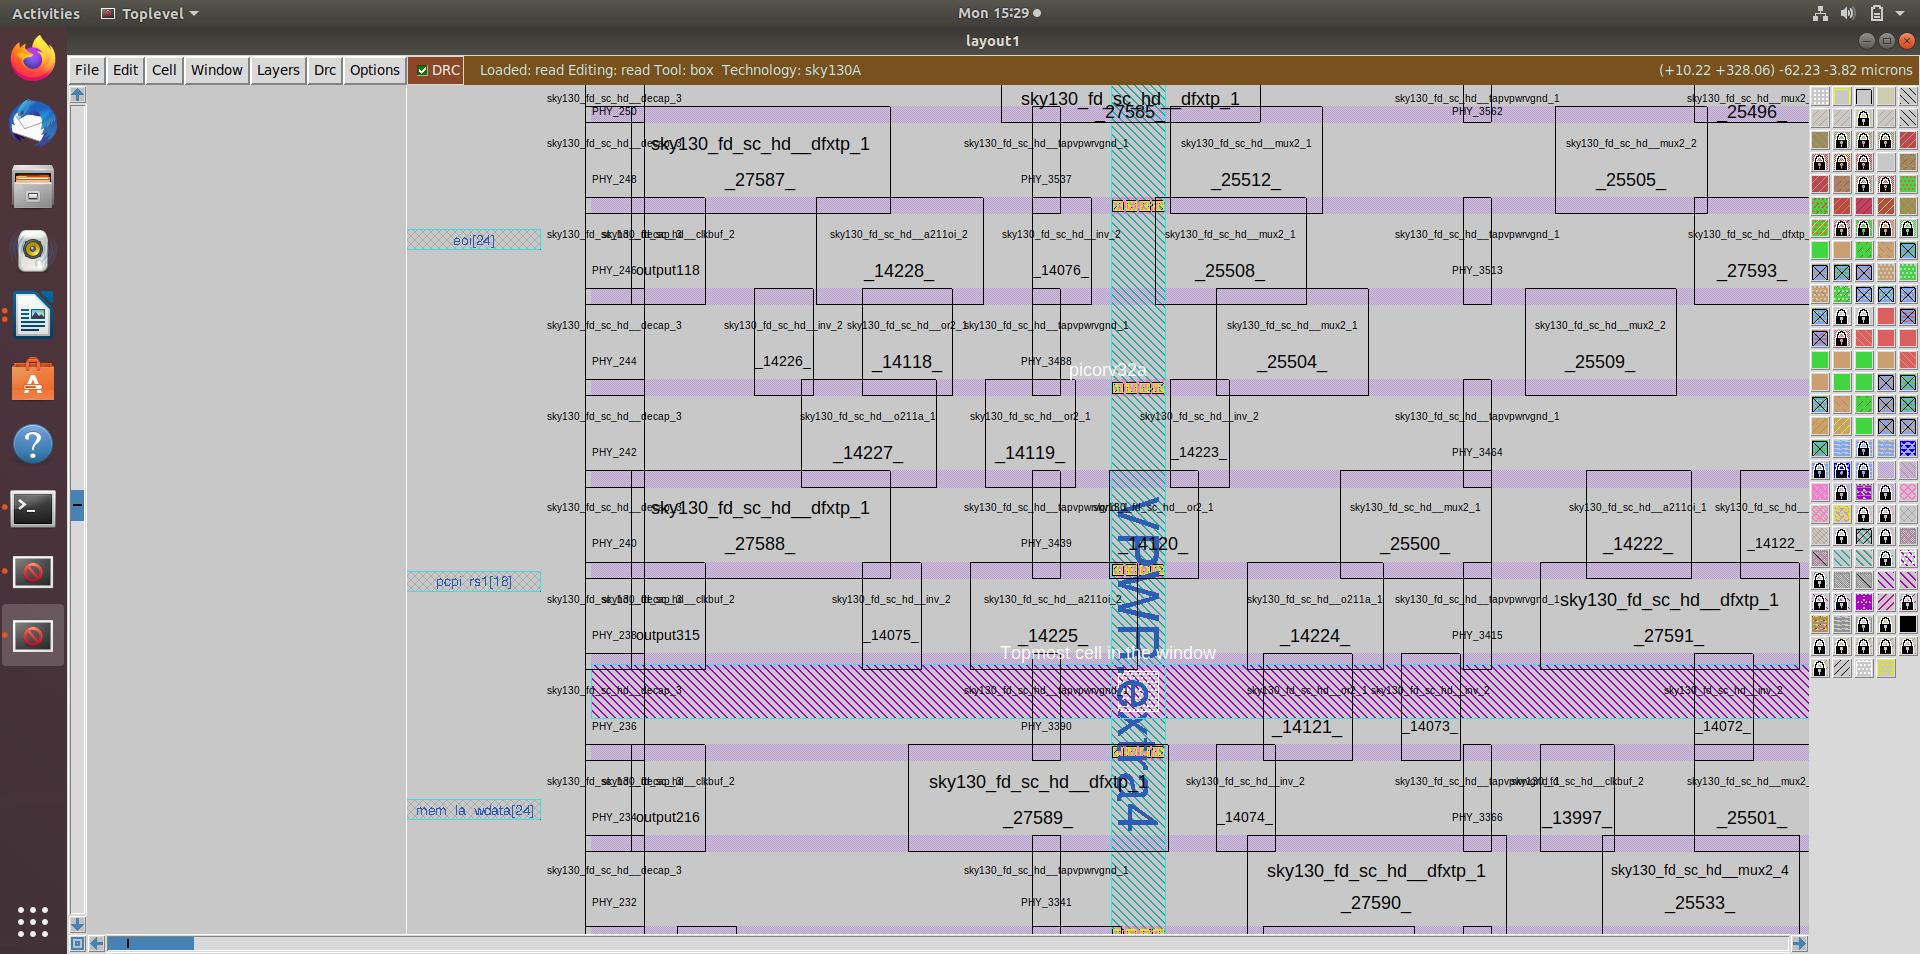 Activities Toplevel Mon 15:29
layout1
File Edit Cell Window Layers Drc Options DRC Loaded: read Editing: read Tool: box Technology: sky130A (+10.22 +328.06) -62.23 -3.82 microns
sky130_fd_sc_hd__decap_3 sky130_fd_sc_hd__dfxtp_1 sky130_fd_sc_hd__tapvpwrvgnd_1 sky130_fd_sc_hd__mux2_
PHY_250 _27585_ PHY_3562 _25496_
sky130_fd_sc_hd__decap_3 sky130_fd_sc_hd__dfxtp_1 sky130_fd_sc_hd__tapvpwrvgnd_1 sky130_fd_sc_hd__mux2_1 sky130_fd_sc_hd__mux2_2
PHY_248 _27587_ PHY_3537 _25512_ _25505_
eoi[24] sky130_fd_sc_hd__decap_3 sky130_fd_sc_hd__clkbuf_2 sky130_fd_sc_hd__a211oi_2 sky130_fd_sc_hd__inv_2 sky130_fd_sc_hd__mux2_1 sky130_fd_sc_hd__tapvpwrvgnd_1 sky130_fd_sc_hd__dfxtp_
PHY_246 output118 _14228_ _14076_ _25508_ PHY_3513 _27593_
sky130_fd_sc_hd__decap_3 sky130_fd_sc_hd__inv_2 sky130_fd_sc_hd__or2_1 sky130_fd_sc_hd__tapvpwrvgnd_1 sky130_fd_sc_hd__mux2_1 sky130_fd_sc_hd__mux2_2
PHY_244 _14226_ _14118_ PHY_3488 _25504_ _25509_
picorv32a
sky130_fd_sc_hd__decap_3 sky130_fd_sc_hd__o211a_1 sky130_fd_sc_hd__or2_1 sky130_fd_sc_hd__inv_2 sky130_fd_sc_hd__tapvpwrvgnd_1
PHY_242 _14227_ _14119_ _14223_ PHY_3464
sky130_fd_sc_hd__decap_3 sky130_fd_sc_hd__dfxtp_1 sky130_fd_sc_hd__tapvpwrvgnd_1 sky130_fd_sc_hd__or2_1 sky130_fd_sc_hd__mux2_1 sky130_fd_sc_hd__a211oi_1 sky130_fd_sc_hd__
PHY_240 _27588_ PHY_3439 _14120_ _25500_ _14222_ _14122_
VPWR.extra4
pcpi_rs1[18] sky130_fd_sc_hd__decap_3 sky130_fd_sc_hd__clkbuf_2 sky130_fd_sc_hd__inv_2 sky130_fd_sc_hd__a211oi_2 sky130_fd_sc_hd__o211a_1 sky130_fd_sc_hd__tapvpwrvgnd_1 sky130_fd_sc_hd__dfxtp_1
PHY_238 output315 _14075_ _14225_ _14224_ PHY_3415 _27591_
Topmost cell in the window
sky130_fd_sc_hd__decap_3 sky130_fd_sc_hd__tapvpwrvgnd_1 sky130_fd_sc_hd__or2_1 sky130_fd_sc_hd__inv_2 sky130_fd_sc_hd__inv_2
PHY_236 PHY_3390 _14121_ _14073_ _14072_
sky130_fd_sc_hd__decap_3 sky130_fd_sc_hd__clkbuf_2 sky130_fd_sc_hd__dfxtp_1 sky130_fd_sc_hd__inv_2 sky130_fd_sc_hd__tapvpwrvgnd_1 sky130_fd_sc_hd__clkbuf_2 sky130_fd_sc_hd__mux2_
mem_la_wdata[24] PHY_234 output216 _27589_ _14074_ PHY_3366 _13997_ _25501_
sky130_fd_sc_hd__decap_3 sky130_fd_sc_hd__tapvpwrvgnd_1 sky130_fd_sc_hd__dfxtp_1 sky130_fd_sc_hd__mux2_4
PHY_232 PHY_3341 _27590_ _25533_